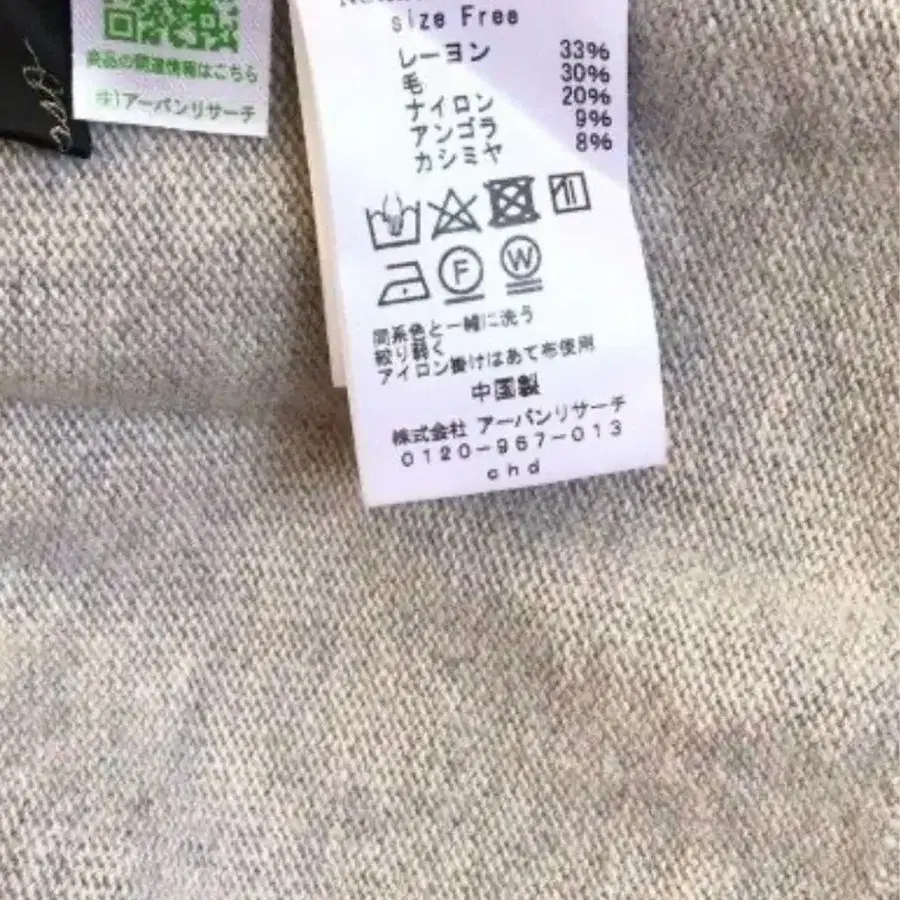 商品の関連情報はこちら
(株)アーバンリサーチ
size Free
レーヨン 33%
毛 30%
ナイロン 20%
アンゴラ 9%
カシミヤ 8%
F W
同系色と一緒に洗う
絞り弱く
アイロン掛けはあて布使用
中国製
株式会社 アーバンリサーチ
0120-967-013
chd